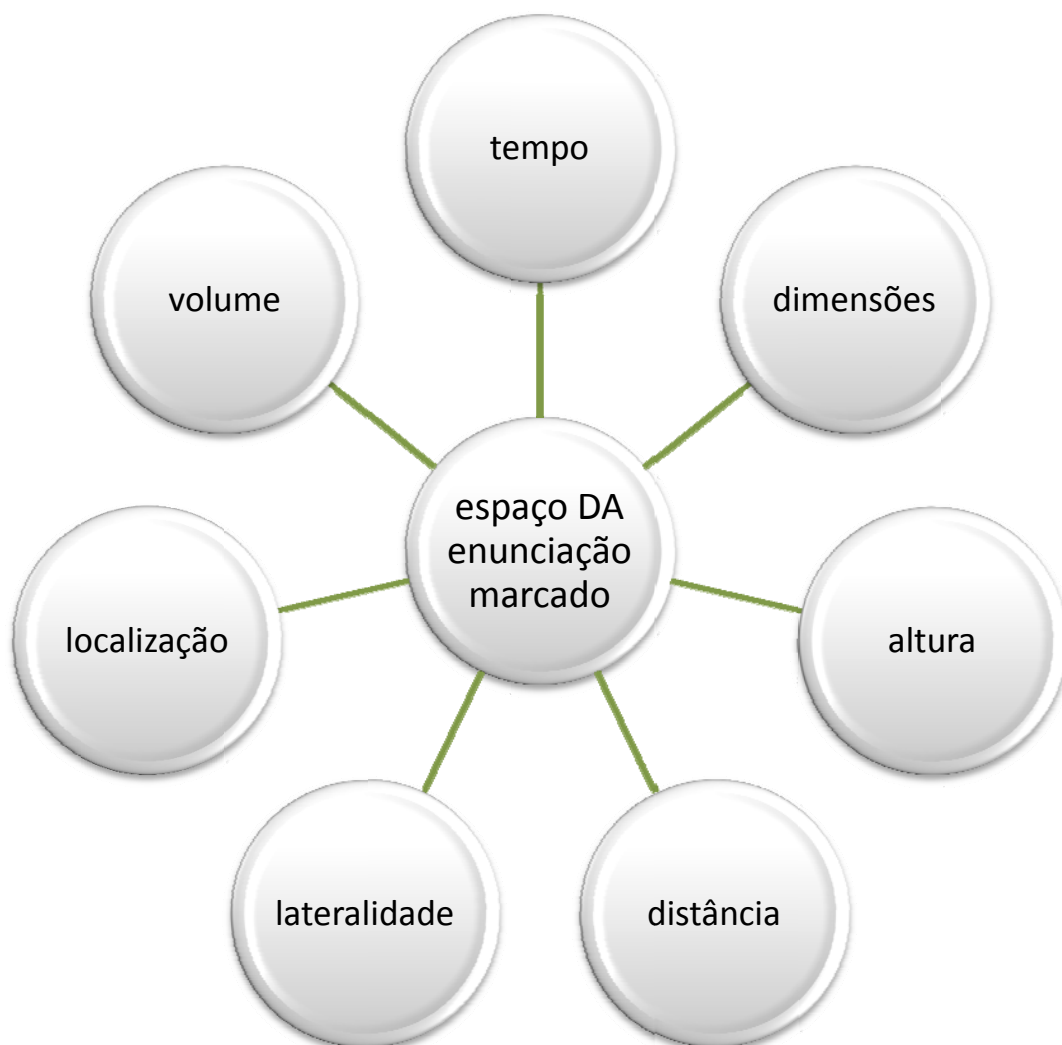 tempo
volume
dimensões
espaço DA
enunciação
marcado
localização
altura
lateralidade
distância